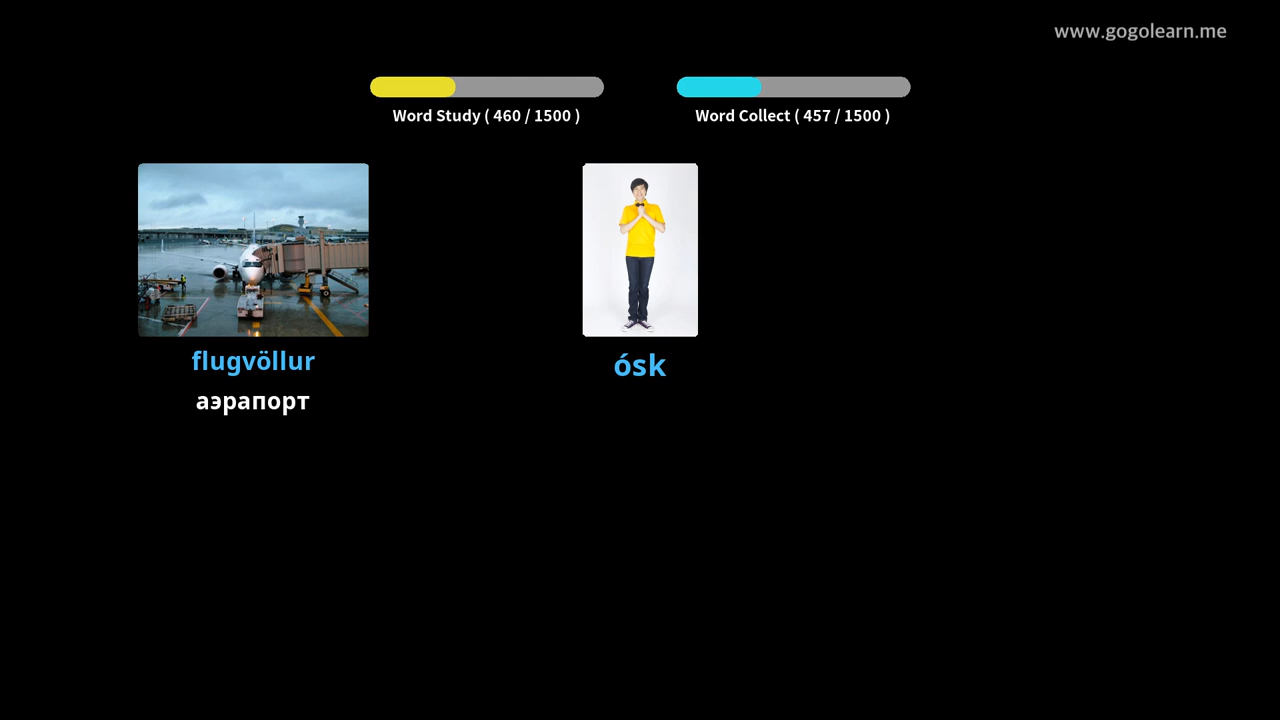 www.gogolearn.me
Word Study ( 460 / 1500 )
Word Collect ( 457 / 1500 )
flugvöllur
аэрапорт
ósk